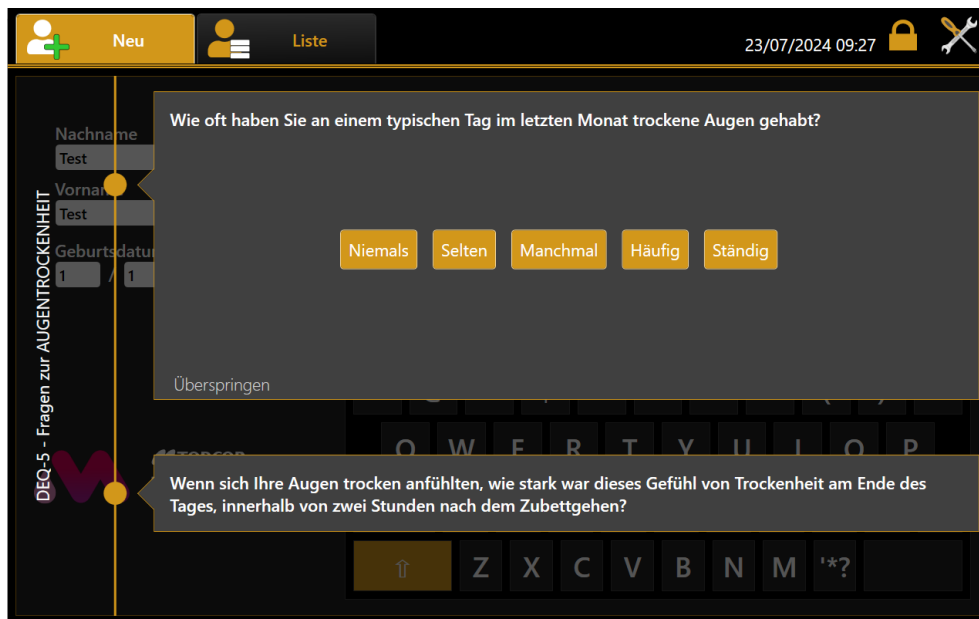 Neu
Liste
23/07/2024 09:27
Nachname
Test
Test
1 / 1
DEQ-5 - Fragen zur AUGENTROCKENHEIT
Wie oft haben Sie an einem typischen Tag im letzten Monat trockene Augen gehabt?
Niemals Selten Manchmal Häufig Ständig
Überspringen
Q W E R T Y U I O P
Wenn sich Ihre Augen trocken anfühlten, wie stark war dieses Gefühl von Trockenheit am Ende des
Tages, innerhalb von zwei Stunden nach dem Zubettgehen?
⇧ Z X C V B N M '*?